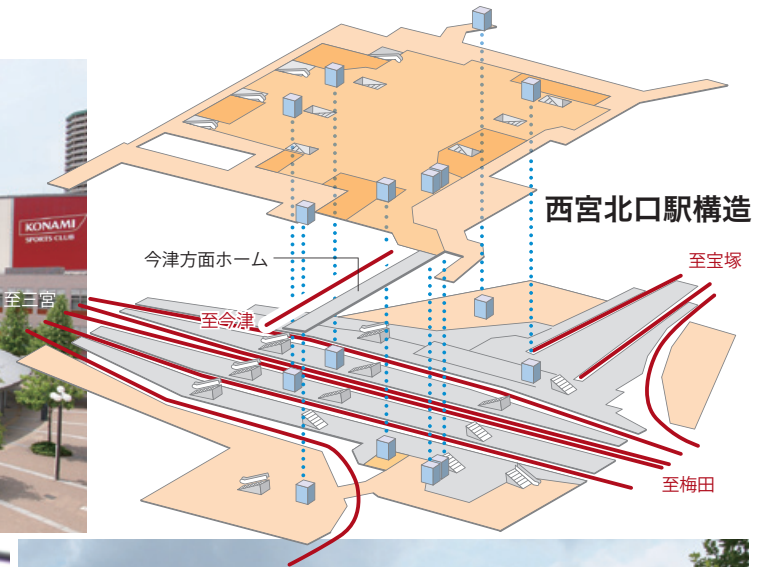 KONAMI
SPORTS CLUB
西宮北口駅構造
今津方面ホーム
至宝塚
至三宮
至今津
至梅田